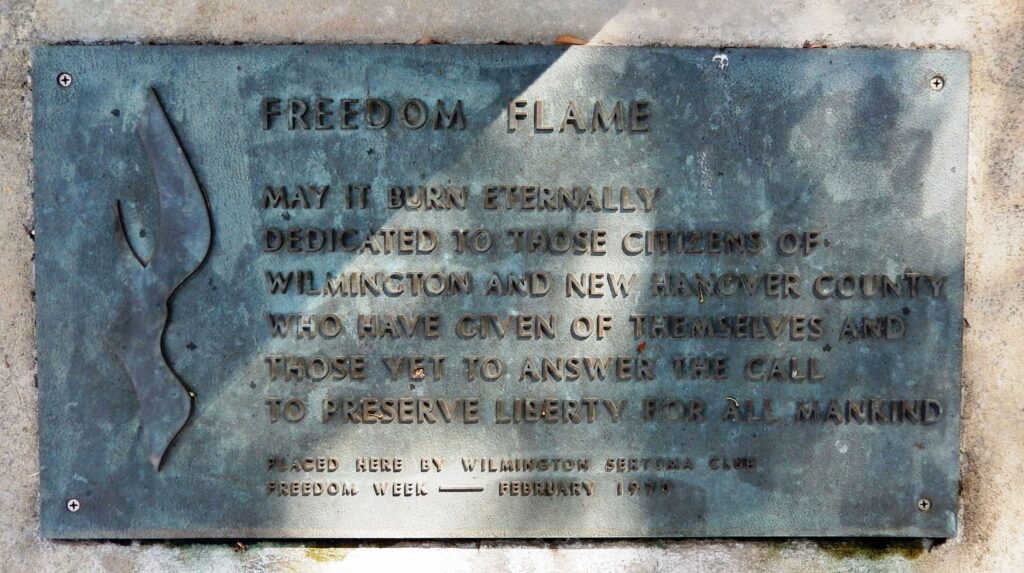 FREEDOM FLAME
MAY IT BURN ETERNALLY
DEDICATED TO THOSE CITIZENS OF
WILMINGTON AND NEW HANOVER COUNTY
WHO HAVE GIVEN OF THEMSELVES AND
THOSE YET TO ANSWER THE CALL
TO PRESERVE LIBERTY FOR ALL MANKIND
PLACED HERE BY WILMINGTON SERTOMA CLUB
FREEDOM WEEK — FEBRUARY